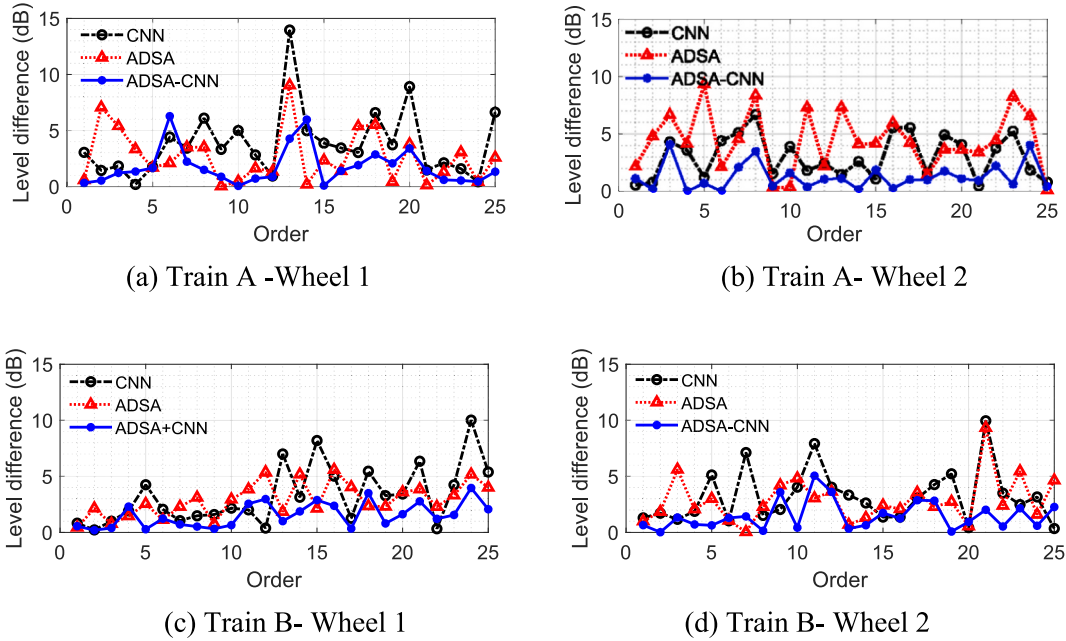 Level difference (dB)
15
10
5
0
CNN
ADSA
ADSA-CNN
0 5 10 15 20 25
Order
(a) Train A -Wheel 1
Level difference (dB)
15
10
5
0
CNN
ADSA
ADSA-CNN
0 5 10 15 20 25
Order
(b) Train A- Wheel 2
Level difference (dB)
15
10
5
0
CNN
ADSA
ADSA+CNN
0 5 10 15 20 25
Order
(c) Train B- Wheel 1
Level difference (dB)
15
10
5
0
CNN
ADSA
ADSA-CNN
0 5 10 15 20 25
Order
(d) Train B- Wheel 2